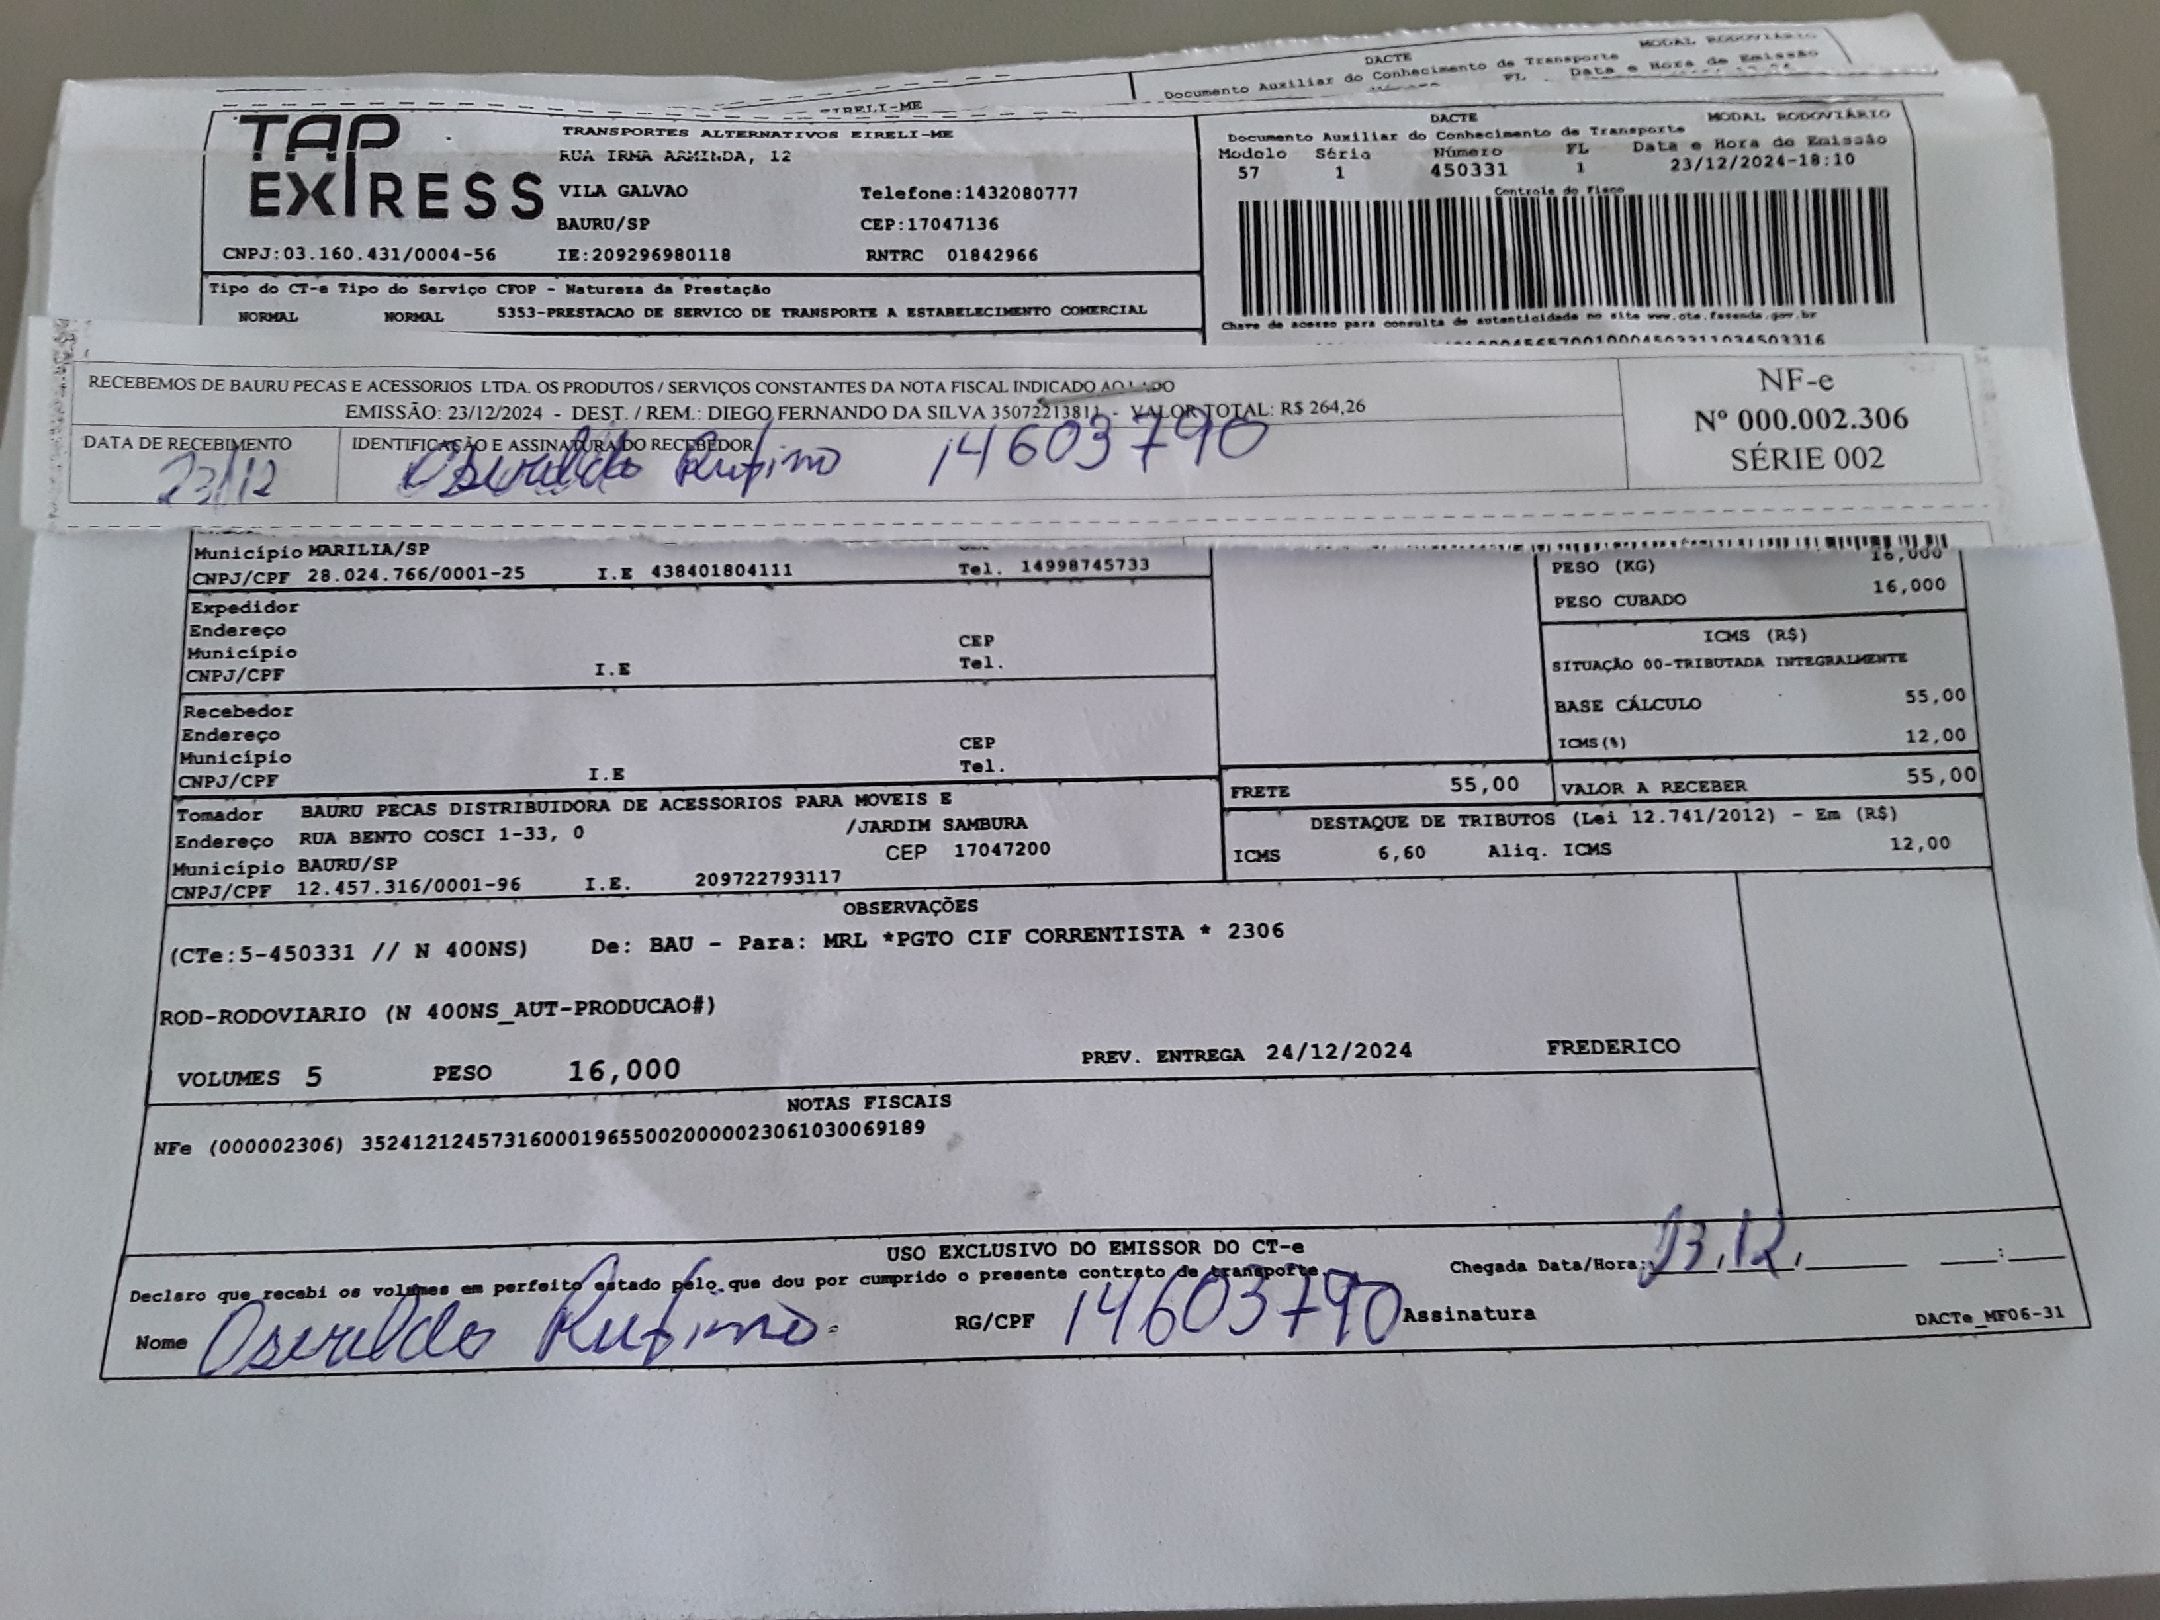 DACTE
MODAL RODOVIÁRIO
Documento Auxiliar do Conhecimento de Transporte
FL Data e Hora de Emissão
EIRELI-ME
TAP EXPRESS
TRANSPORTES ALTERNATIVOS EIRELI-ME
RUA IRMA ARMINDA, 12
VILA GALVAO Telefone:1432080777
BAURU/SP CEP:17047136
CNPJ:03.160.431/0004-56 IE:209296980118 RNTRC 01842966
DACTE MODAL RODOVIÁRIO
Documento Auxiliar do Conhecimento de Transporte
Modelo Série Número FL Data e Hora de Emissão
57 1 450331 1 23/12/2024-18:10
Controle do Fisco
Chave de acesso para consulta de autenticidade no site www.cte.fazenda.gov.br
Tipo do CT-e Tipo do Serviço CFOP - Natureza da Prestação
NORMAL NORMAL 5353-PRESTACAO DE SERVICO DE TRANSPORTE A ESTABELECIMENTO COMERCIAL
RECEBEMOS DE BAURU PECAS E ACESSORIOS LTDA. OS PRODUTOS / SERVIÇOS CONSTANTES DA NOTA FISCAL INDICADO AO LADO
EMISSÃO: 23/12/2024 - DEST. / REM.: DIEGO FERNANDO DA SILVA 35072213811 - VALOR TOTAL: R$ 264,26
DATA DE RECEBIMENTO IDENTIFICAÇÃO E ASSINATURA DO RECEBEDOR
23/12 Osvaldo Rufino 14603790
NF-e
Nº 000.002.306
SÉRIE 002
Município MARILIA/SP
CNPJ/CPF 28.024.766/0001-25 I.E 438401804111 Tel. 14998745733
Expedidor
Endereço
Município CEP
CNPJ/CPF I.E Tel.
Recebedor
Endereço
Município CEP
CNPJ/CPF I.E Tel.
16,000
PESO (KG)
PESO CUBADO 16,000
ICMS (R$)
SITUAÇÃO 00-TRIBUTADA INTEGRALMENTE
BASE CÁLCULO 55,00
ICMS(%) 12,00
FRETE 55,00 VALOR A RECEBER 55,00
Tomador BAURU PECAS DISTRIBUIDORA DE ACESSORIOS PARA MOVEIS E
Endereço RUA BENTO COSCI 1-33, 0 /JARDIM SAMBURA
Município BAURU/SP CEP 17047200
CNPJ/CPF 12.457.316/0001-96 I.E. 209722793117
DESTAQUE DE TRIBUTOS (Lei 12.741/2012) - Em (R$)
ICMS 6,60 Aliq. ICMS 12,00
OBSERVAÇÕES
(CTe:5-450331 // N 400NS) De: BAU - Para: MRL *PGTO CIF CORRENTISTA * 2306
ROD-RODOVIARIO (N 400NS_AUT-PRODUCAO#)
VOLUMES 5 PESO 16,000 PREV. ENTREGA 24/12/2024 FREDERICO
NOTAS FISCAIS
NFe (000002306) 35241212457316000196550020000023061030069189
USO EXCLUSIVO DO EMISSOR DO CT-e
Declaro que recebi os volumes em perfeito estado pelo que dou por cumprido o presente contrato de transporte.
Chegada Data/Hora: 23,12,
Nome Osvaldo Rufino. RG/CPF 14603790 Assinatura
DACTe_MF06-31